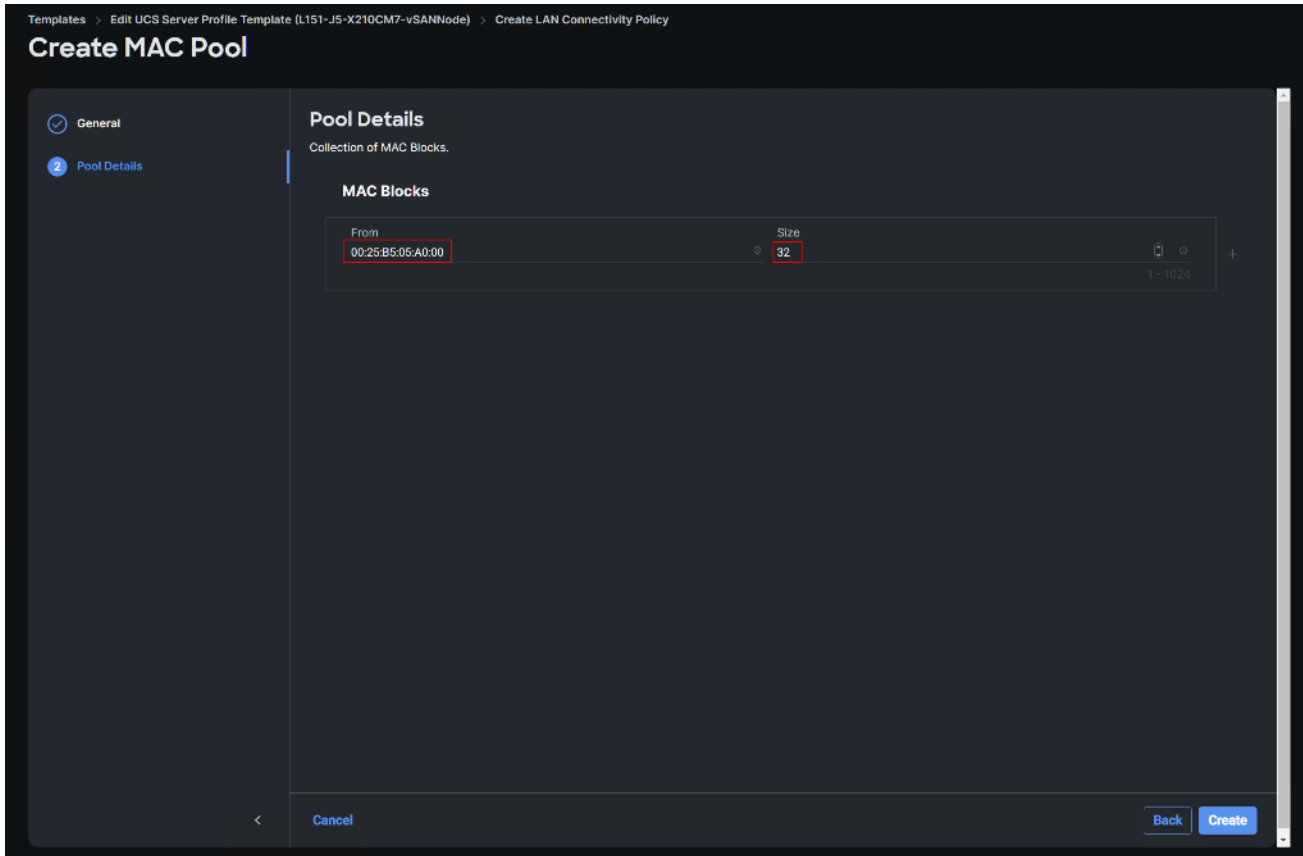 Templates > Edit UCS Server Profile Template (L151-J5-X210CM7-vSANNode) > Create LAN Connectivity Policy
Create MAC Pool
General
Pool Details
Collection of MAC Blocks.
2 Pool Details
MAC Blocks
From Size
00:25:B5:05:A0:00 32
1 - 1024
Cancel Back Create